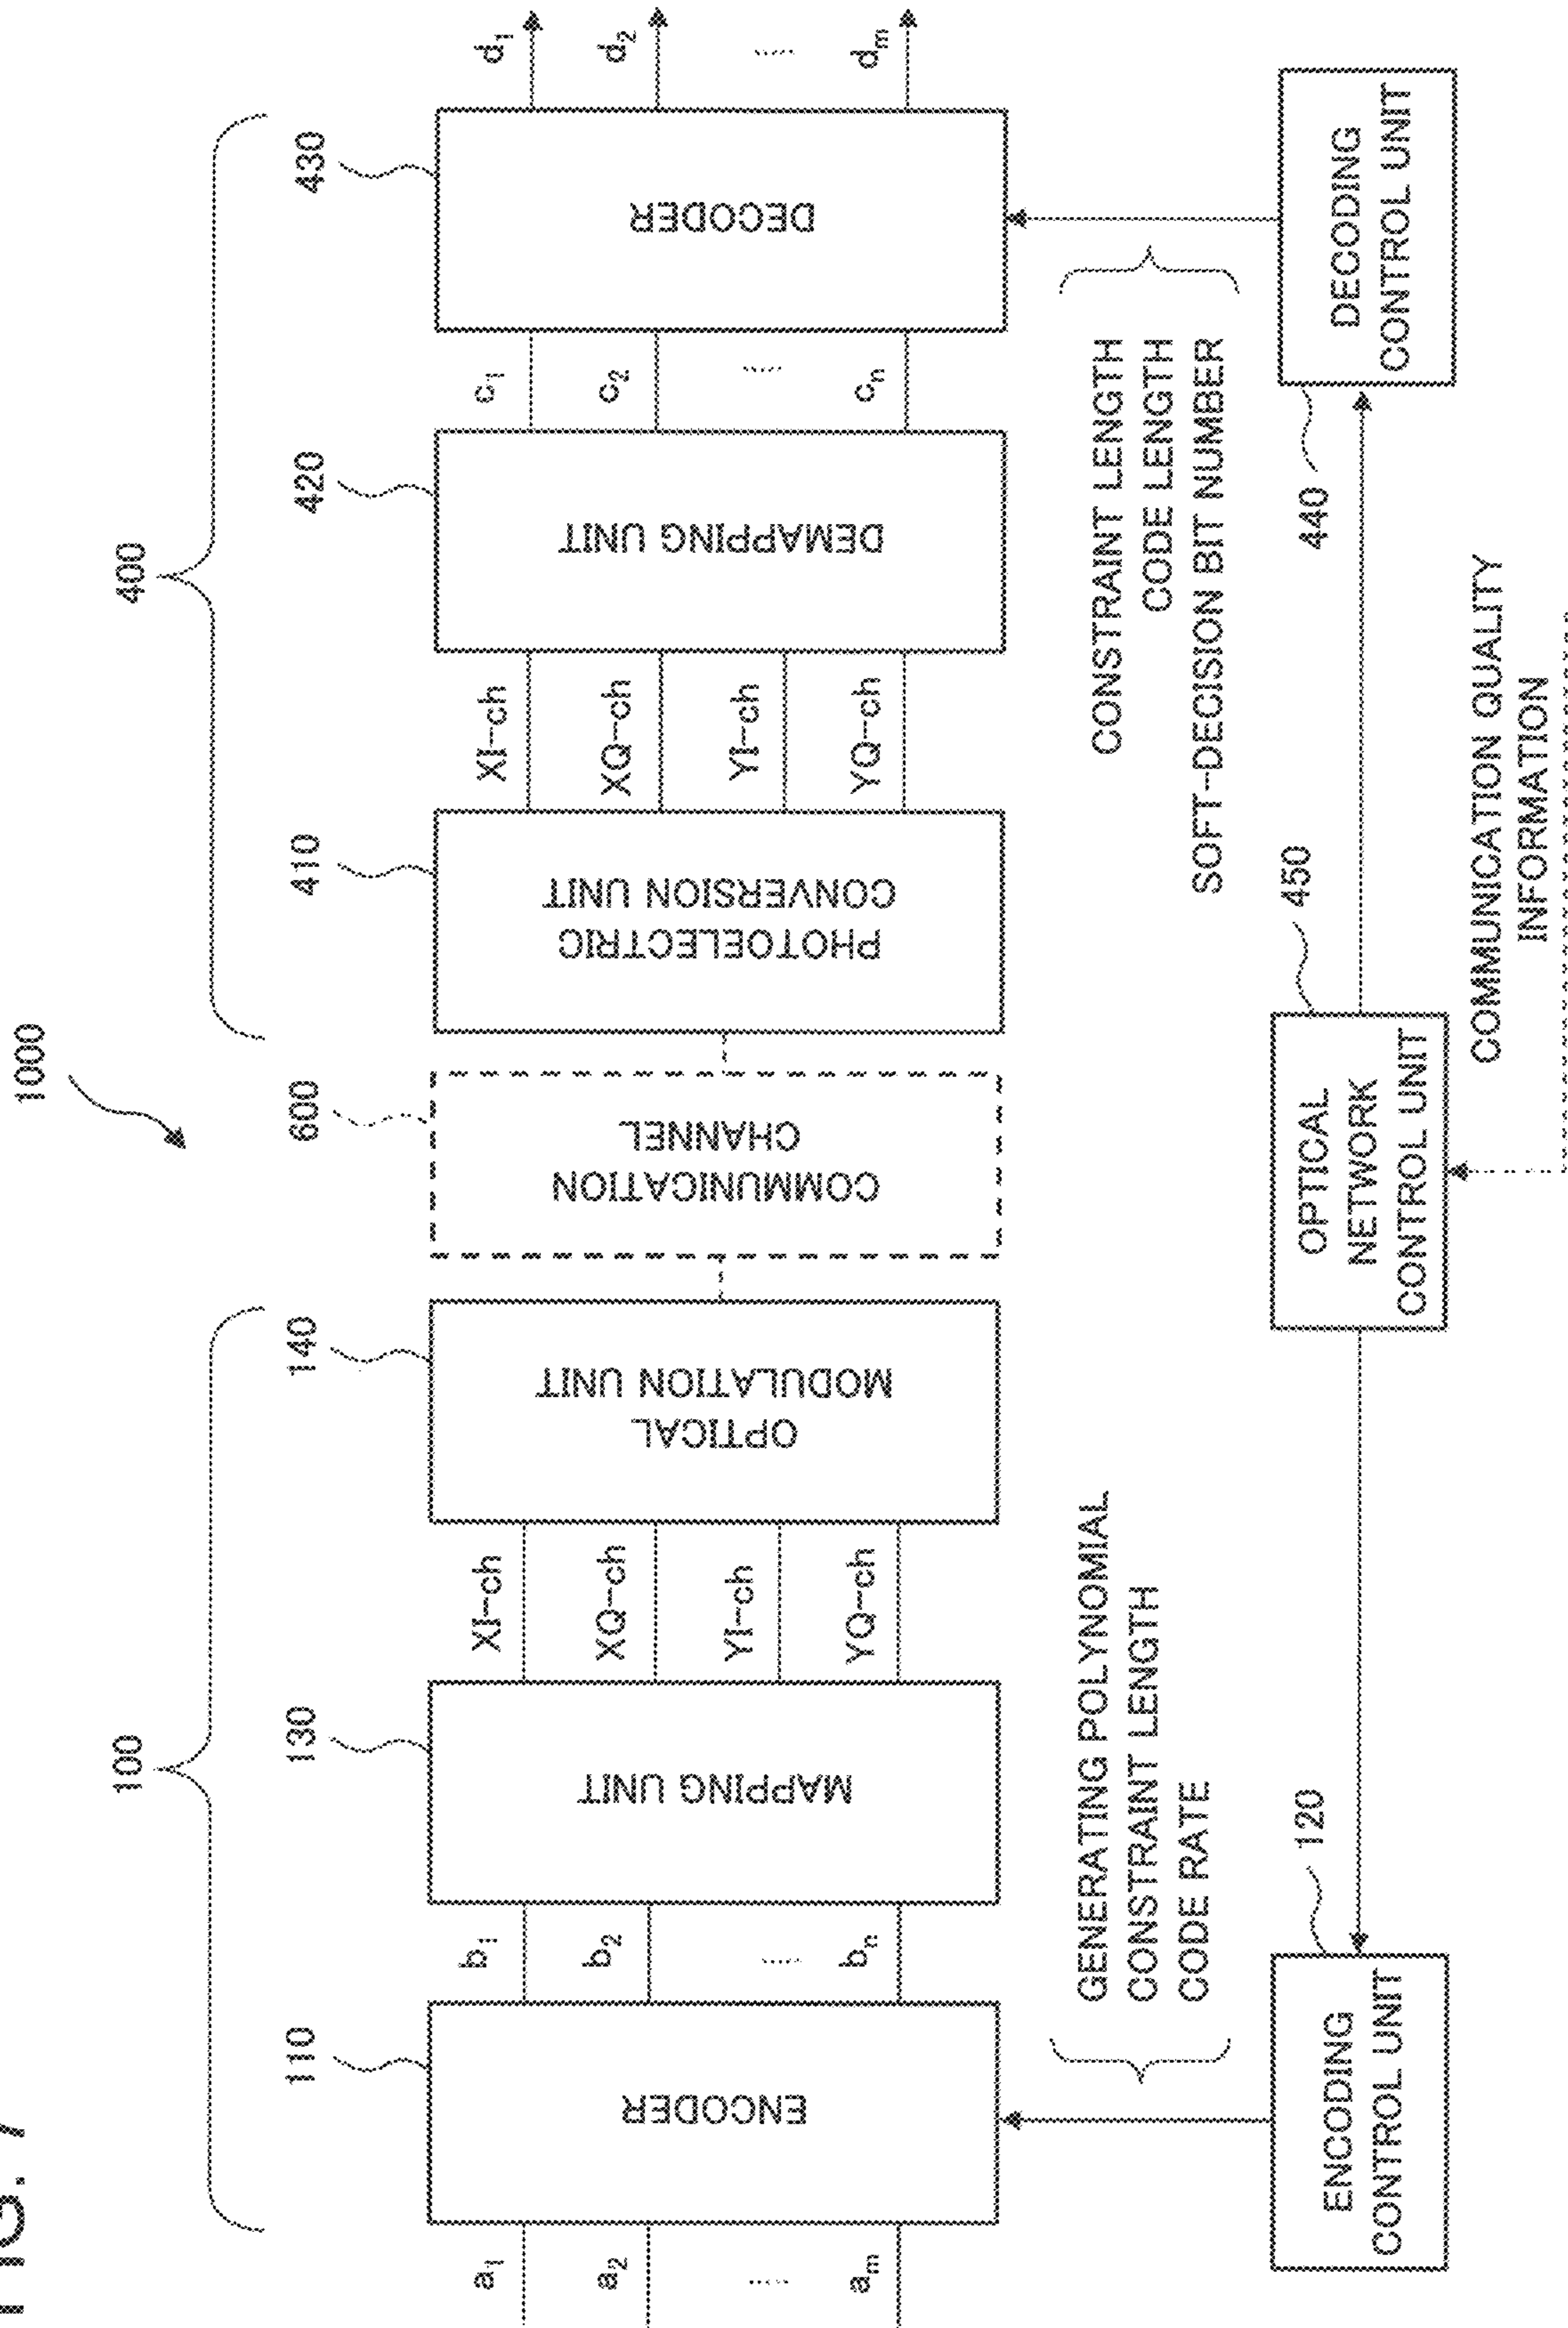 FIG. 7
1000
100
400
110
130
140
600
410
420
430
a1
a2
.....
am
ENCODER
b1
b2
.....
bn
MAPPING UNIT
XI-ch
XQ-ch
YI-ch
YQ-ch
OPTICAL
MODULATION UNIT
COMMUNICATION
CHANNEL
PHOTOELECTRIC
CONVERSION UNIT
XI-ch
XQ-ch
YI-ch
YQ-ch
DEMAPPING UNIT
c1
c2
.....
cn
DECODER
d1
d2
.....
dm
GENERATING POLYNOMIAL
CONSTRAINT LENGTH
CODE RATE
CONSTRAINT LENGTH
CODE LENGTH
SOFT-DECISION BIT NUMBER
120
ENCODING
CONTROL UNIT
450
OPTICAL
NETWORK
CONTROL UNIT
440
DECODING
CONTROL UNIT
COMMUNICATION QUALITY
INFORMATION